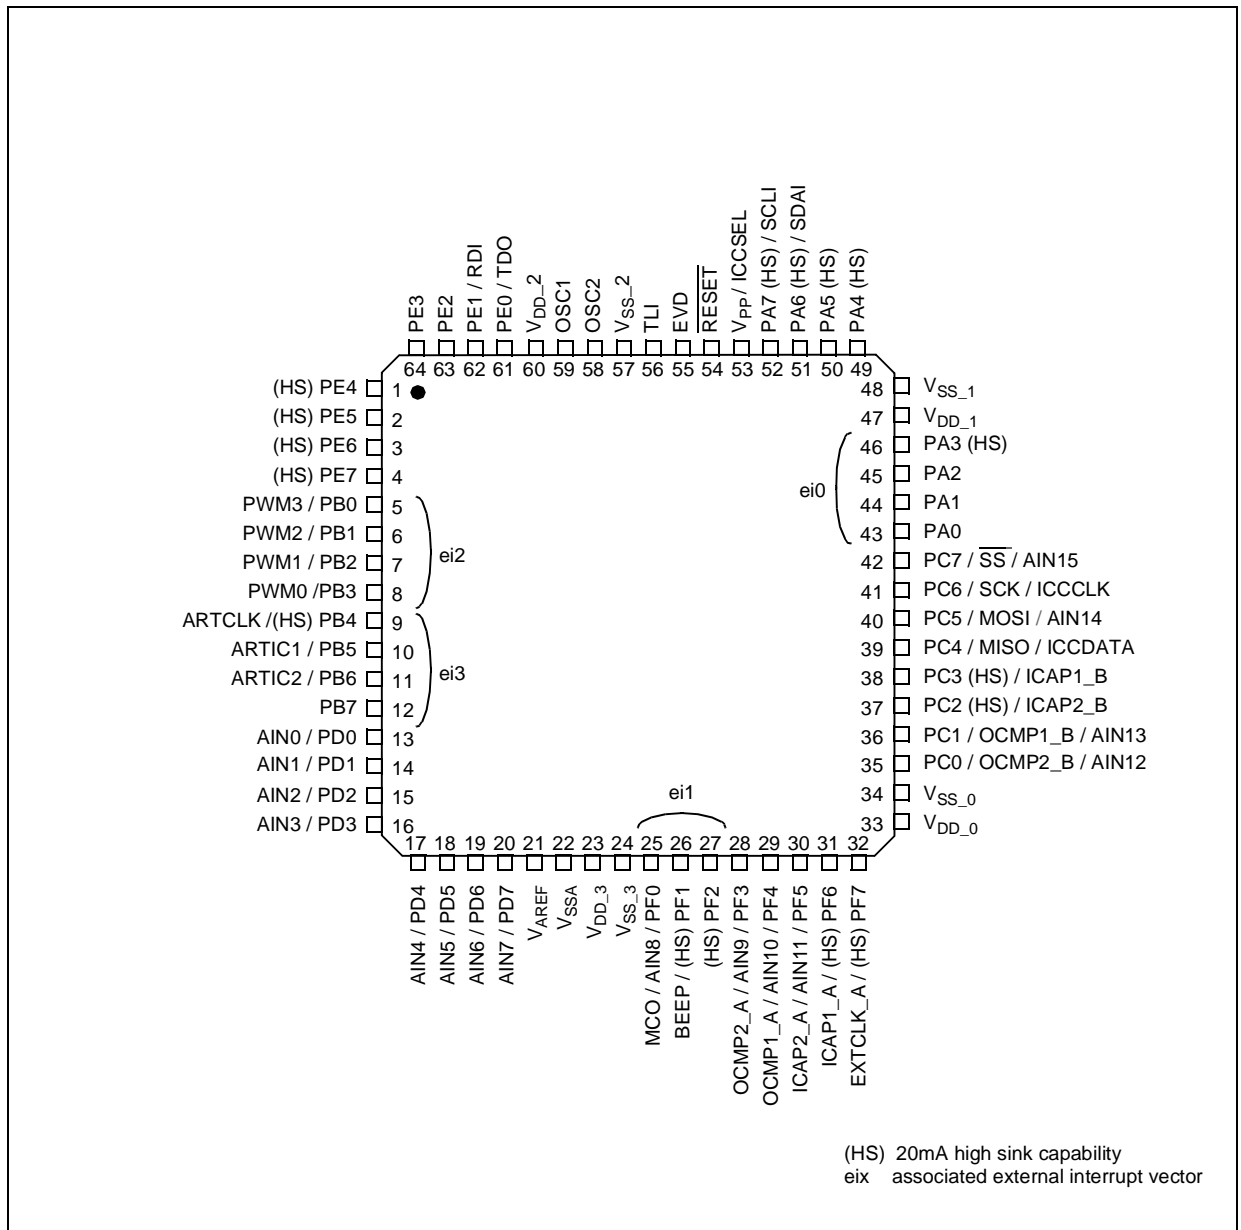 PE3
PE2
PE1 / RDI
PE0 / TDO
VDD_2
OSC1
OSC2
VSS_2
TLI
EVD
RESET
VPP / ICCSEL
PA7 (HS) / SCLI
PA6 (HS) / SDAI
PA5 (HS)
PA4 (HS)
64 63 62 61 60 59 58 57 56 55 54 53 52 51 50 49
(HS) PE4 1
(HS) PE5 2
(HS) PE6 3
(HS) PE7 4
PWM3 / PB0 5
PWM2 / PB1 6
PWM1 / PB2 7
PWM0 /PB3 8
ei2
ARTCLK /(HS) PB4 9
ARTIC1 / PB5 10
ARTIC2 / PB6 11
PB7 12
ei3
AIN0 / PD0 13
AIN1 / PD1 14
AIN2 / PD2 15
AIN3 / PD3 16
48 VSS_1
47 VDD_1
46 PA3 (HS)
45 PA2
44 PA1
43 PA0
ei0
42 PC7 / SS / AIN15
41 PC6 / SCK / ICCCLK
40 PC5 / MOSI / AIN14
39 PC4 / MISO / ICCDATA
38 PC3 (HS) / ICAP1_B
37 PC2 (HS) / ICAP2_B
36 PC1 / OCMP1_B / AIN13
35 PC0 / OCMP2_B / AIN12
34 VSS_0
33 VDD_0
ei1
17 18 19 20 21 22 23 24 25 26 27 28 29 30 31 32
AIN4 / PD4
AIN5 / PD5
AIN6 / PD6
AIN7 / PD7
VAREF
VSSA
VDD_3
VSS_3
MCO / AIN8 / PF0
BEEP / (HS) PF1
(HS) PF2
OCMP2_A / AIN9 / PF3
OCMP1_A / AIN10 / PF4
ICAP2_A / AIN11 / PF5
ICAP1_A / (HS) PF6
EXTCLK_A / (HS) PF7
(HS) 20mA high sink capability
eix associated external interrupt vector